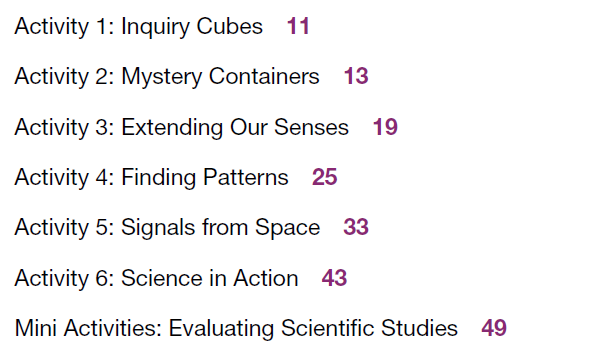 Activity 1: Inquiry Cubes 11
Activity 2: Mystery Containers 13
Activity 3: Extending Our Senses 19
Activity 4: Finding Patterns 25
Activity 5: Signals from Space 33
Activity 6: Science in Action 43
Mini Activities: Evaluating Scientific Studies 49